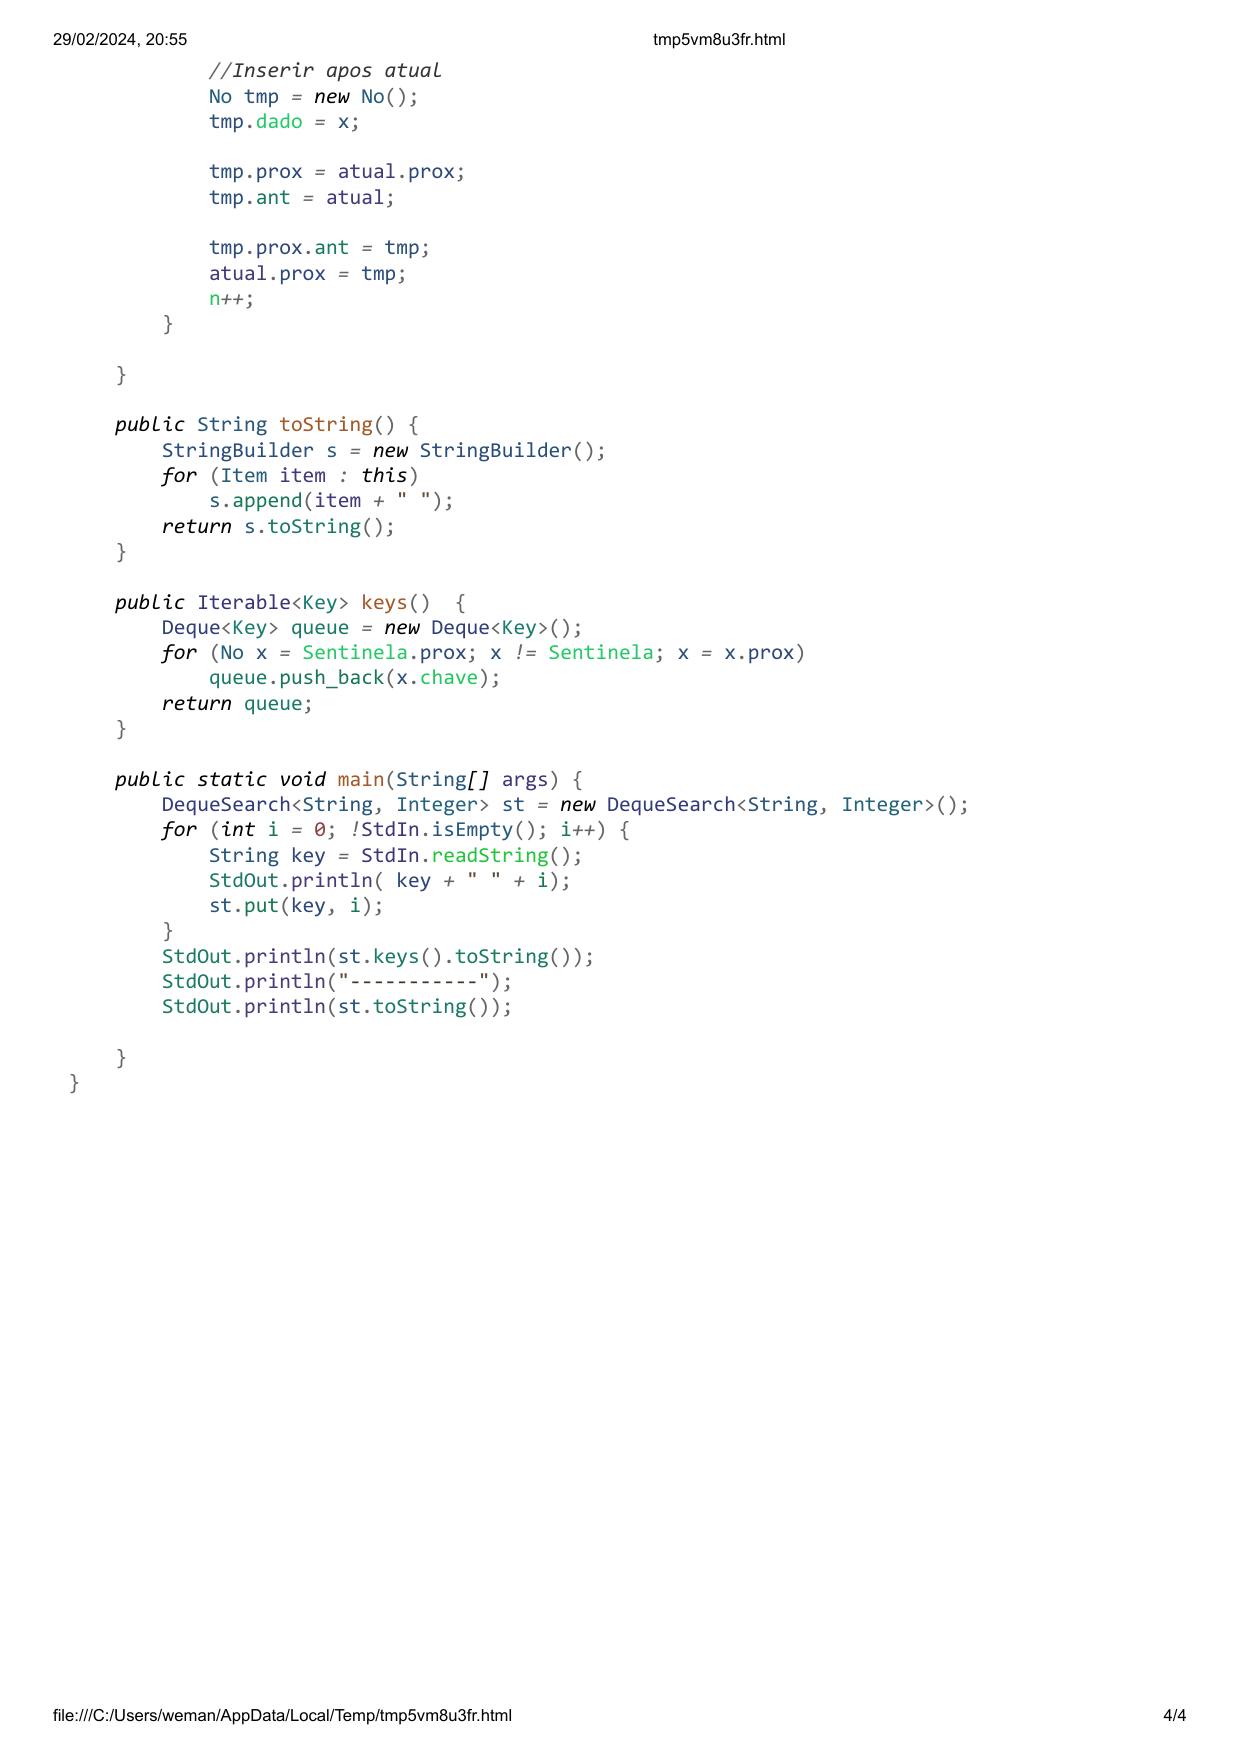 29/02/2024, 20:55 tmp5vm8u3fr.html
//Inserir apos atual
No tmp = new No();
tmp.dado = x;
tmp.prox = atual.prox;
tmp.ant = atual;
tmp.prox.ant = tmp;
atual.prox = tmp;
n++;
}
}
public String toString() {
StringBuilder s = new StringBuilder();
for (Item item : this)
s.append(item + " ");
return s.toString();
}
public Iterable<Key> keys()  {
Deque<Key> queue = new Deque<Key>();
for (No x = Sentinela.prox; x != Sentinela; x = x.prox)
queue.push_back(x.chave);
return queue;
}
public static void main(String[] args) {
DequeSearch<String, Integer> st = new DequeSearch<String, Integer>();
for (int i = 0; !StdIn.isEmpty(); i++) {
String key = StdIn.readString();
StdOut.println( key + " " + i);
st.put(key, i);
}
StdOut.println(st.keys().toString());
StdOut.println("-----------");
StdOut.println(st.toString());
}
}
file:///C:/Users/weman/AppData/Local/Temp/tmp5vm8u3fr.html 4/4